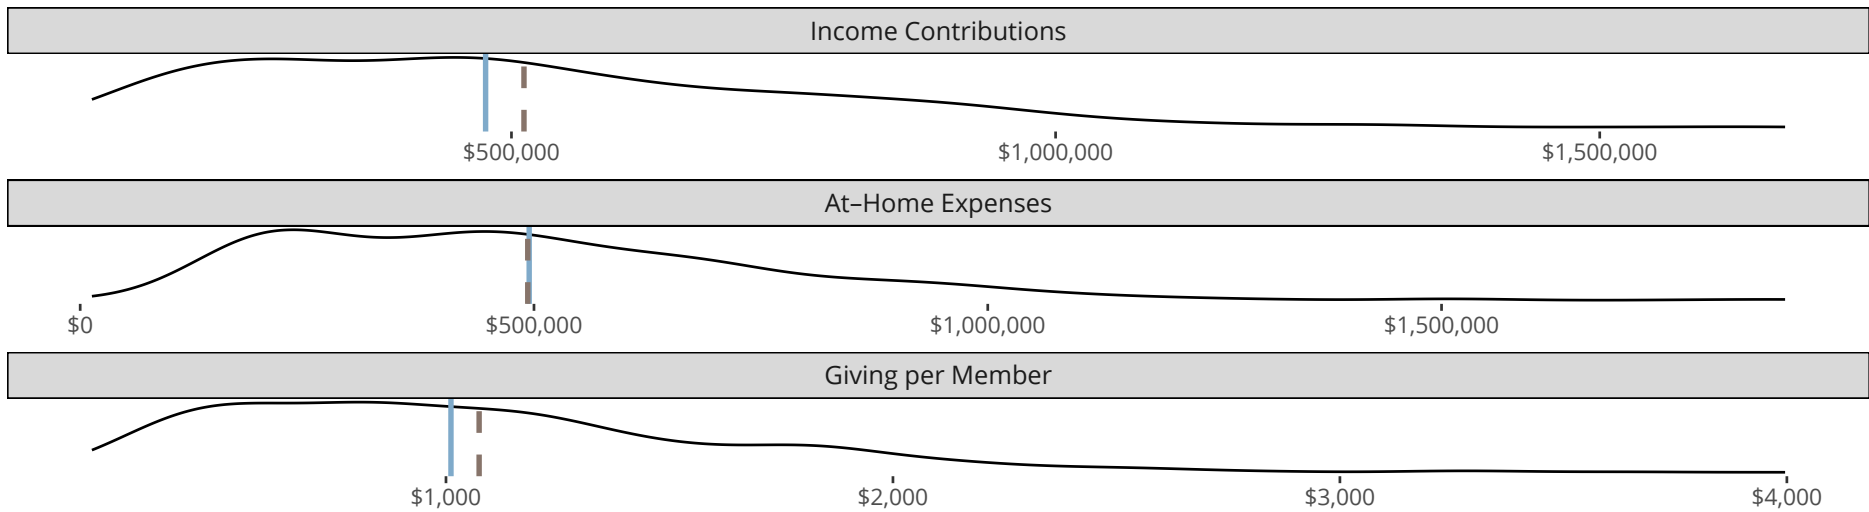 Income Contributions
$500,000 $1,000,000 $1,500,000
At–Home Expenses
$0 $500,000 $1,000,000 $1,500,000
Giving per Member
$1,000 $2,000 $3,000 $4,000